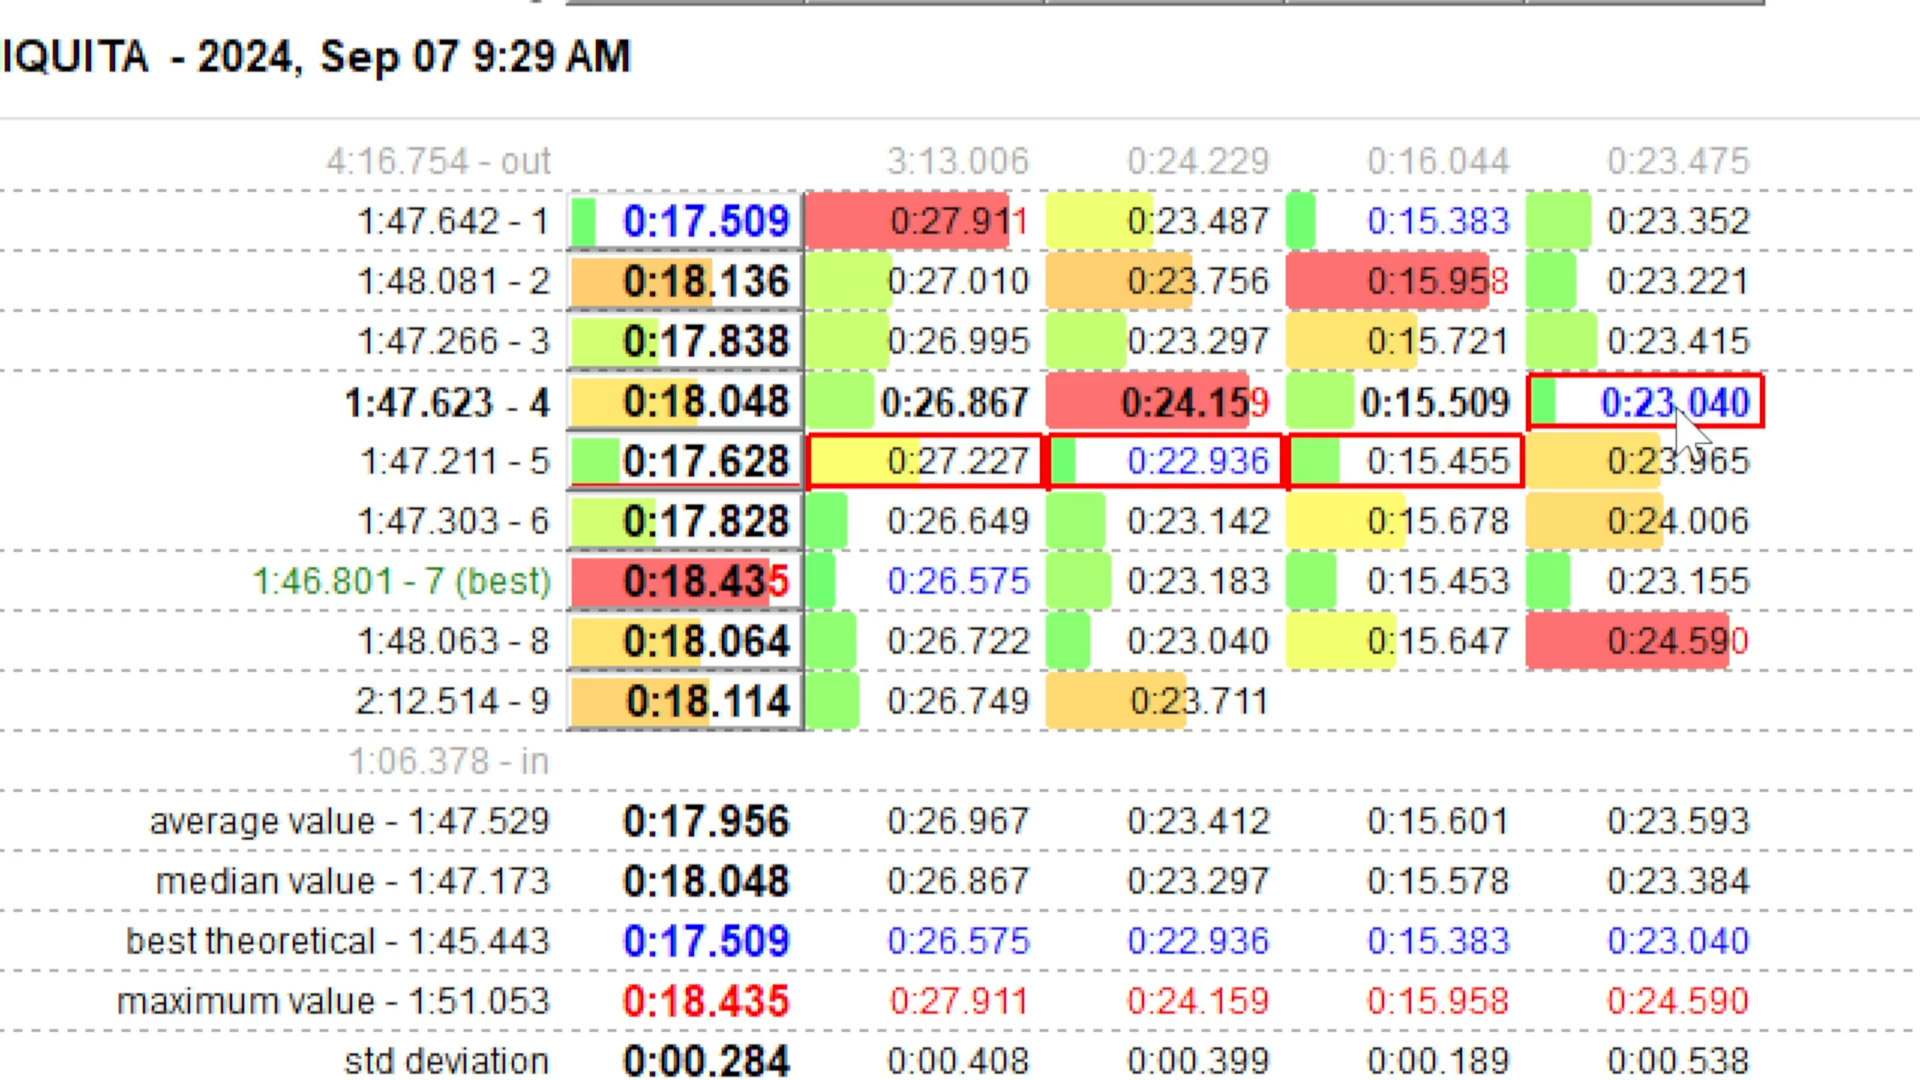 IQUITA - 2024, Sep 07 9:29 AM
4:16.754 - out 3:13.006 0:24.229 0:16.044 0:23.475
1:47.642 - 1 0:17.509 0:27.911 0:23.487 0:15.383 0:23.352
1:48.081 - 2 0:18.136 0:27.010 0:23.756 0:15.958 0:23.221
1:47.266 - 3 0:17.838 0:26.995 0:23.297 0:15.721 0:23.415
1:47.623 - 4 0:18.048 0:26.867 0:24.159 0:15.509 0:23.040
1:47.211 - 5 0:17.628 0:27.227 0:22.936 0:15.455 0:23.965
1:47.303 - 6 0:17.828 0:26.649 0:23.142 0:15.678 0:24.006
1:46.801 - 7 (best) 0:18.435 0:26.575 0:23.183 0:15.453 0:23.155
1:48.063 - 8 0:18.064 0:26.722 0:23.040 0:15.647 0:24.590
2:12.514 - 9 0:18.114 0:26.749 0:23.711
1:06.378 - in
average value - 1:47.529 0:17.956 0:26.967 0:23.412 0:15.601 0:23.593
median value - 1:47.173 0:18.048 0:26.867 0:23.297 0:15.578 0:23.384
best theoretical - 1:45.443 0:17.509 0:26.575 0:22.936 0:15.383 0:23.040
maximum value - 1:51.053 0:18.435 0:27.911 0:24.159 0:15.958 0:24.590
std deviation 0:00.284 0:00.408 0:00.399 0:00.189 0:00.538